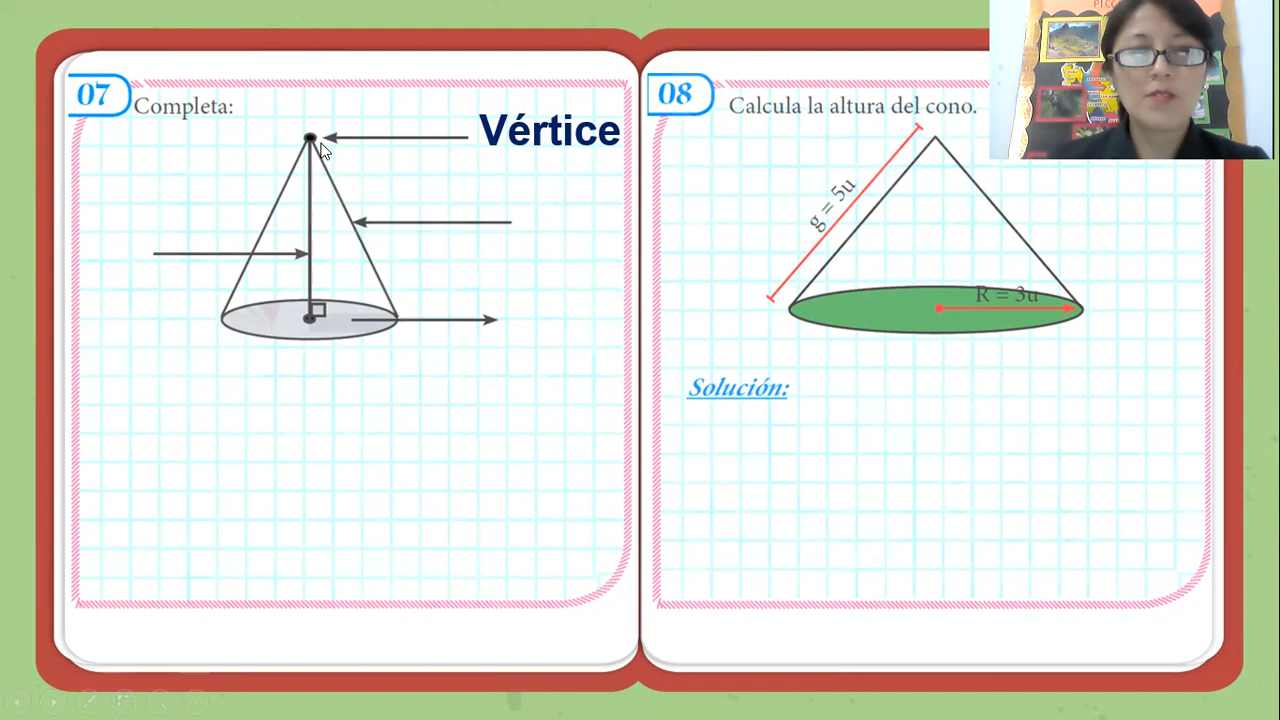 07
Completa:
Vértice
08
Calcula la altura del cono.
g = 5u
R = 3u
Solución: